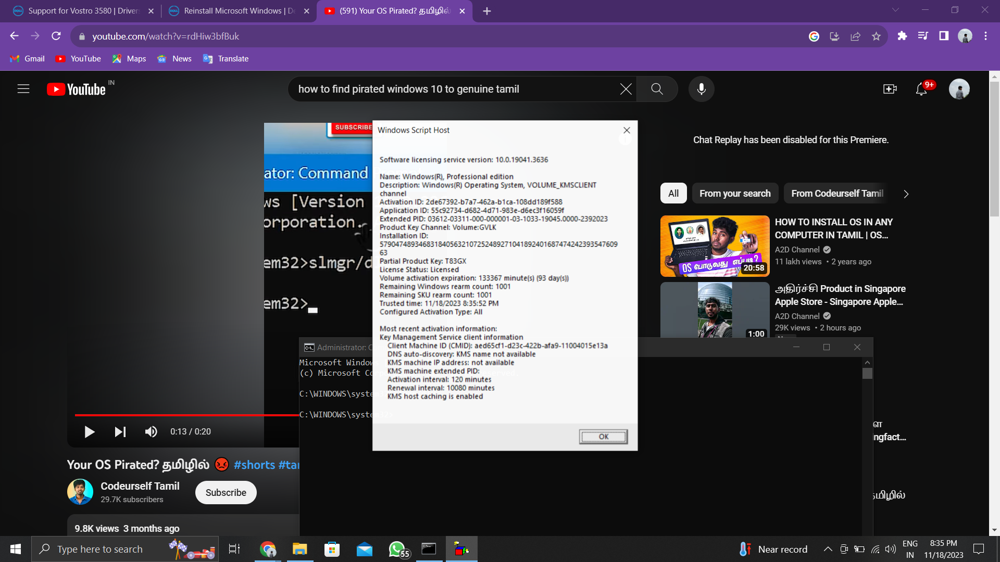 Support for Vostro 3580 | Driver
Reinstall Microsoft Windows | De
(591) Your OS Pirated? தமிழில்
youtube.com/watch?v=rdHiw3bfBuk
Gmail
YouTube
Maps
News
Translate
YouTube IN
how to find pirated windows 10 to genuine tamil
9+
SUBSCRIBE
ator: Command
ws [Version
orporation.
em32>slmgr/dl
em32>
Windows Script Host
Software licensing service version: 10.0.19041.3636
Name: Windows(R), Professional edition
Description: Windows(R) Operating System, VOLUME_KMSCLIENT
channel
Activation ID: 2de67392-b7a7-462a-b1ca-108dd189f588
Application ID: 55c92734-d682-4d71-983e-d6ec3f16059f
Extended PID: 03612-03311-000-000001-03-1033-19045.0000-2392023
Product Key Channel: Volume:GVLK
Installation ID:
5790474893468318405632107252489271041892401687474242393547609
63
Partial Product Key: T83GX
License Status: Licensed
Volume activation expiration: 133367 minute(s) (93 day(s))
Remaining Windows rearm count: 1001
Remaining SKU rearm count: 1001
Trusted time: 11/18/2023 8:35:52 PM
Configured Activation Type: All
Most recent activation information:
Key Management Service client information
Client Machine ID (CMID): aed65cf1-d23c-422b-afa9-11004015e13a
DNS auto-discovery: KMS name not available
KMS machine IP address: not available
KMS machine extended PID:
Activation interval: 120 minutes
Renewal interval: 10080 minutes
KMS host caching is enabled
OK
Chat Replay has been disabled for this Premiere.
All
From your search
From Codeurself Tamil
OS போடுவது எப்படி?
20:58
HOW TO INSTALL OS IN ANY
COMPUTER IN TAMIL | OS...
A2D Channel
11 lakh views • 2 years ago
1:00
அதிர்ச்சி Product in Singapore
Apple Store - Singapore Apple...
A2D Channel
29K views • 2 hours ago
Administrator: C
Microsoft Window
(c) Microsoft Corp
C:\WINDOWS\system32
C:\WINDOWS\system32>
ள
ngfact...
தமிழில்
0:13 / 0:20
Your OS Pirated? தமிழில் 😡 #shorts #tam
Codeurself Tamil
29.7K subscribers
Subscribe
9.8K views 3 months ago
Type here to search
55
Near record
ENG
IN
8:35 PM
11/18/2023